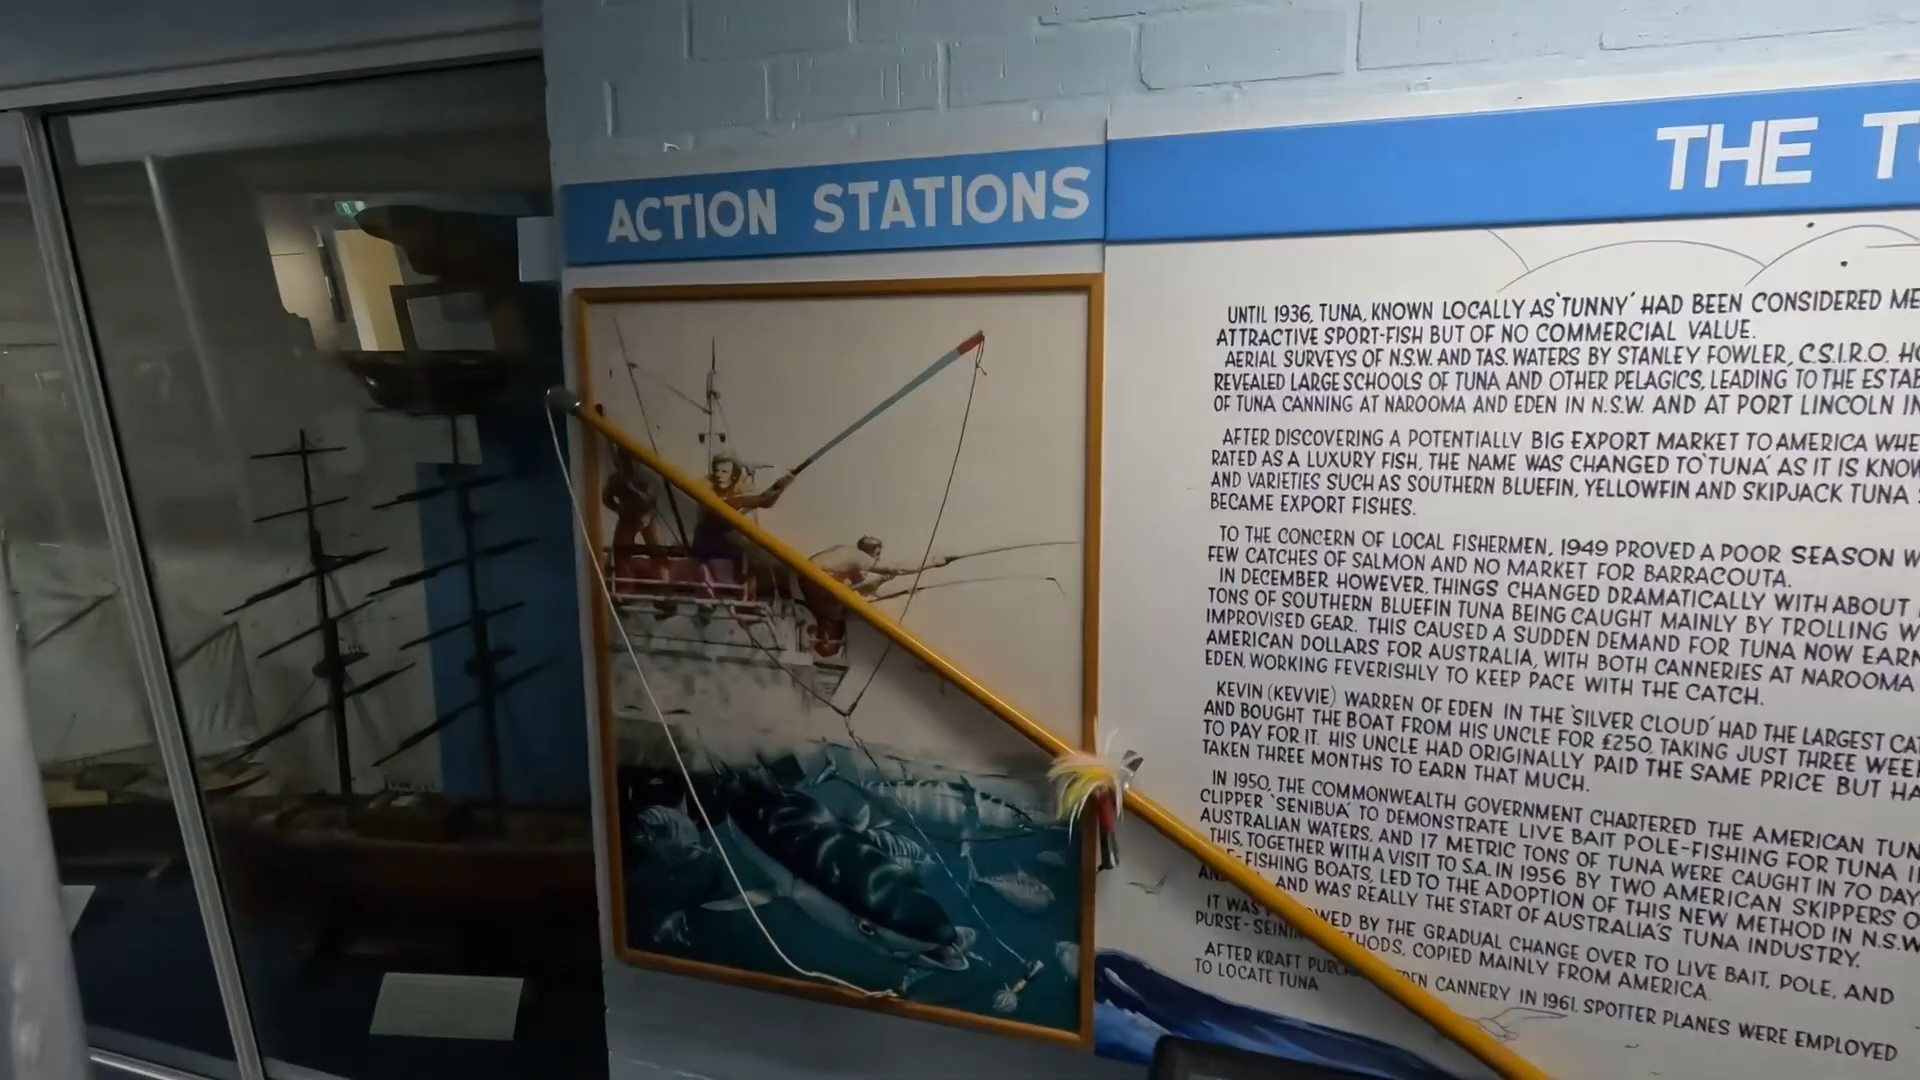 ACTION STATIONS
THE
UNTIL 1936, TUNA, KNOWN LOCALLY AS 'TUNNY' HAD BEEN CONSIDERED
ATTRACTIVE SPORT-FISH BUT OF NO COMMERCIAL VALUE.
AERIAL SURVEYS OF N.S.W. AND TAS. WATERS BY STANLEY FOWLER, C.S.I.R.O.
REVEALED LARGE SCHOOLS OF TUNA AND OTHER PELAGICS, LEADING TO THE
OF TUNA CANNING AT NAROOMA AND EDEN IN N.S.W. AND AT PORT LINCOLN IN
AFTER DISCOVERING A POTENTIALLY BIG EXPORT MARKET TO AMERICA
RATED AS A LUXURY FISH, THE NAME WAS CHANGED TO 'TUNA' AS IT IS
AND VARIETIES SUCH AS SOUTHERN BLUEFIN, YELLOWFIN AND SKIPJACK TUNA
BECAME EXPORT FISHES.
TO THE CONCERN OF LOCAL FISHERMEN, 1949 PROVED A POOR SEASON
FEW CATCHES OF SALMON AND NO MARKET FOR BARRACOUTA.
IN DECEMBER HOWEVER, THINGS CHANGED DRAMATICALLY WITH ABOUT
TONS OF SOUTHERN BLUEFIN TUNA BEING CAUGHT MAINLY BY TROLLING
IMPROVISED GEAR. THIS CAUSED A SUDDEN DEMAND FOR TUNA NOW
AMERICAN DOLLARS FOR AUSTRALIA, WITH BOTH CANNERIES AT NAROOMA
EDEN, WORKING FEVERISHLY TO KEEP PACE WITH THE CATCH.
KEVIN (KEVVIE) WARREN OF EDEN IN THE 'SILVER CLOUD' HAD THE LARGEST
AND BOUGHT THE BOAT FROM HIS UNCLE FOR £250, TAKING JUST THREE
TO PAY FOR IT. HIS UNCLE HAD ORIGINALLY PAID THE SAME PRICE BUT
TAKEN THREE MONTHS TO EARN THAT MUCH.
IN 1950, THE COMMONWEALTH GOVERNMENT CHARTERED THE AMERICAN
CLIPPER 'SENIBUA' TO DEMONSTRATE LIVE BAIT POLE-FISHING FOR TUNA
AUSTRALIAN WATERS, AND 17 METRIC TONS OF TUNA WERE CAUGHT IN 70
THIS, TOGETHER WITH A VISIT TO S.A. IN 1956 BY TWO AMERICAN SKIPPERS
-FISHING BOATS, LED TO THE ADOPTION OF THIS NEW METHOD IN N.S.W.
AND WAS REALLY THE START OF AUSTRALIA'S TUNA INDUSTRY.
IT WAS BY THE GRADUAL CHANGE OVER TO LIVE BAIT, POLE, AND
PURSE-SEINING METHODS, COPIED MAINLY FROM AMERICA.
AFTER KRAFT CANNERY IN 1961. SPOTTER PLANES WERE EMPLOYED
TO LOCATE TUNA